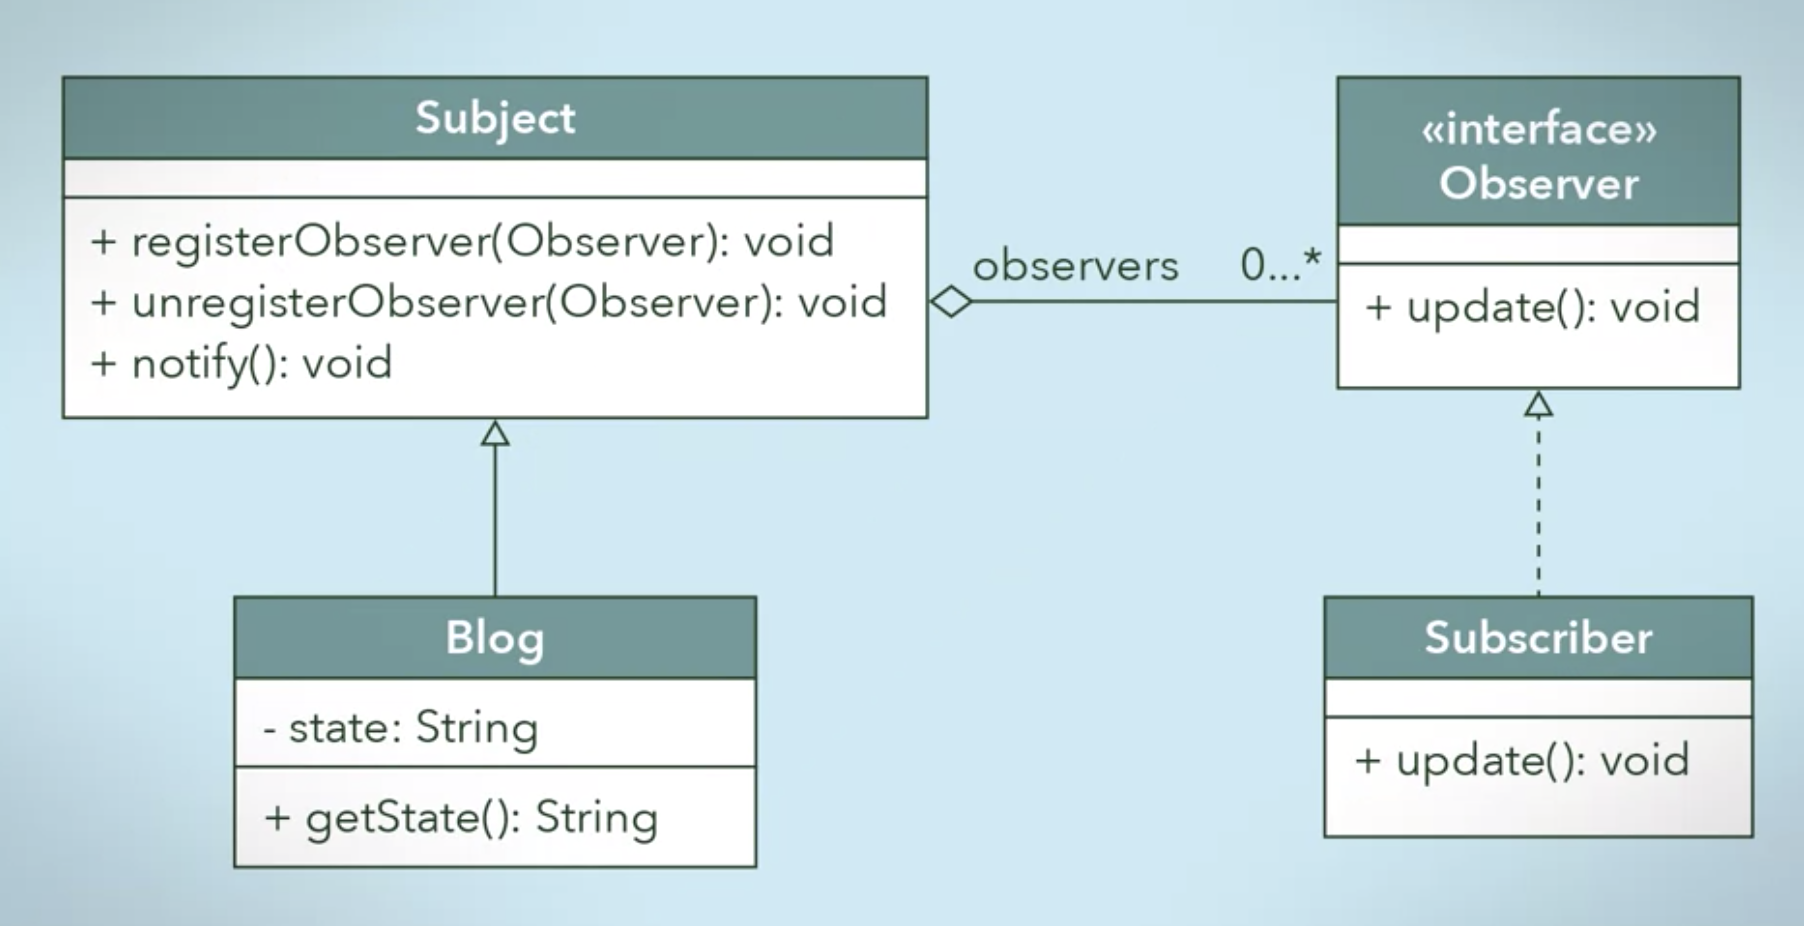 Subject
+ registerObserver(Observer): void
+ unregisterObserver(Observer): void
+ notify(): void
observers 0...*
«interface»
Observer
+ update(): void
Blog
- state: String
+ getState(): String
Subscriber
+ update(): void